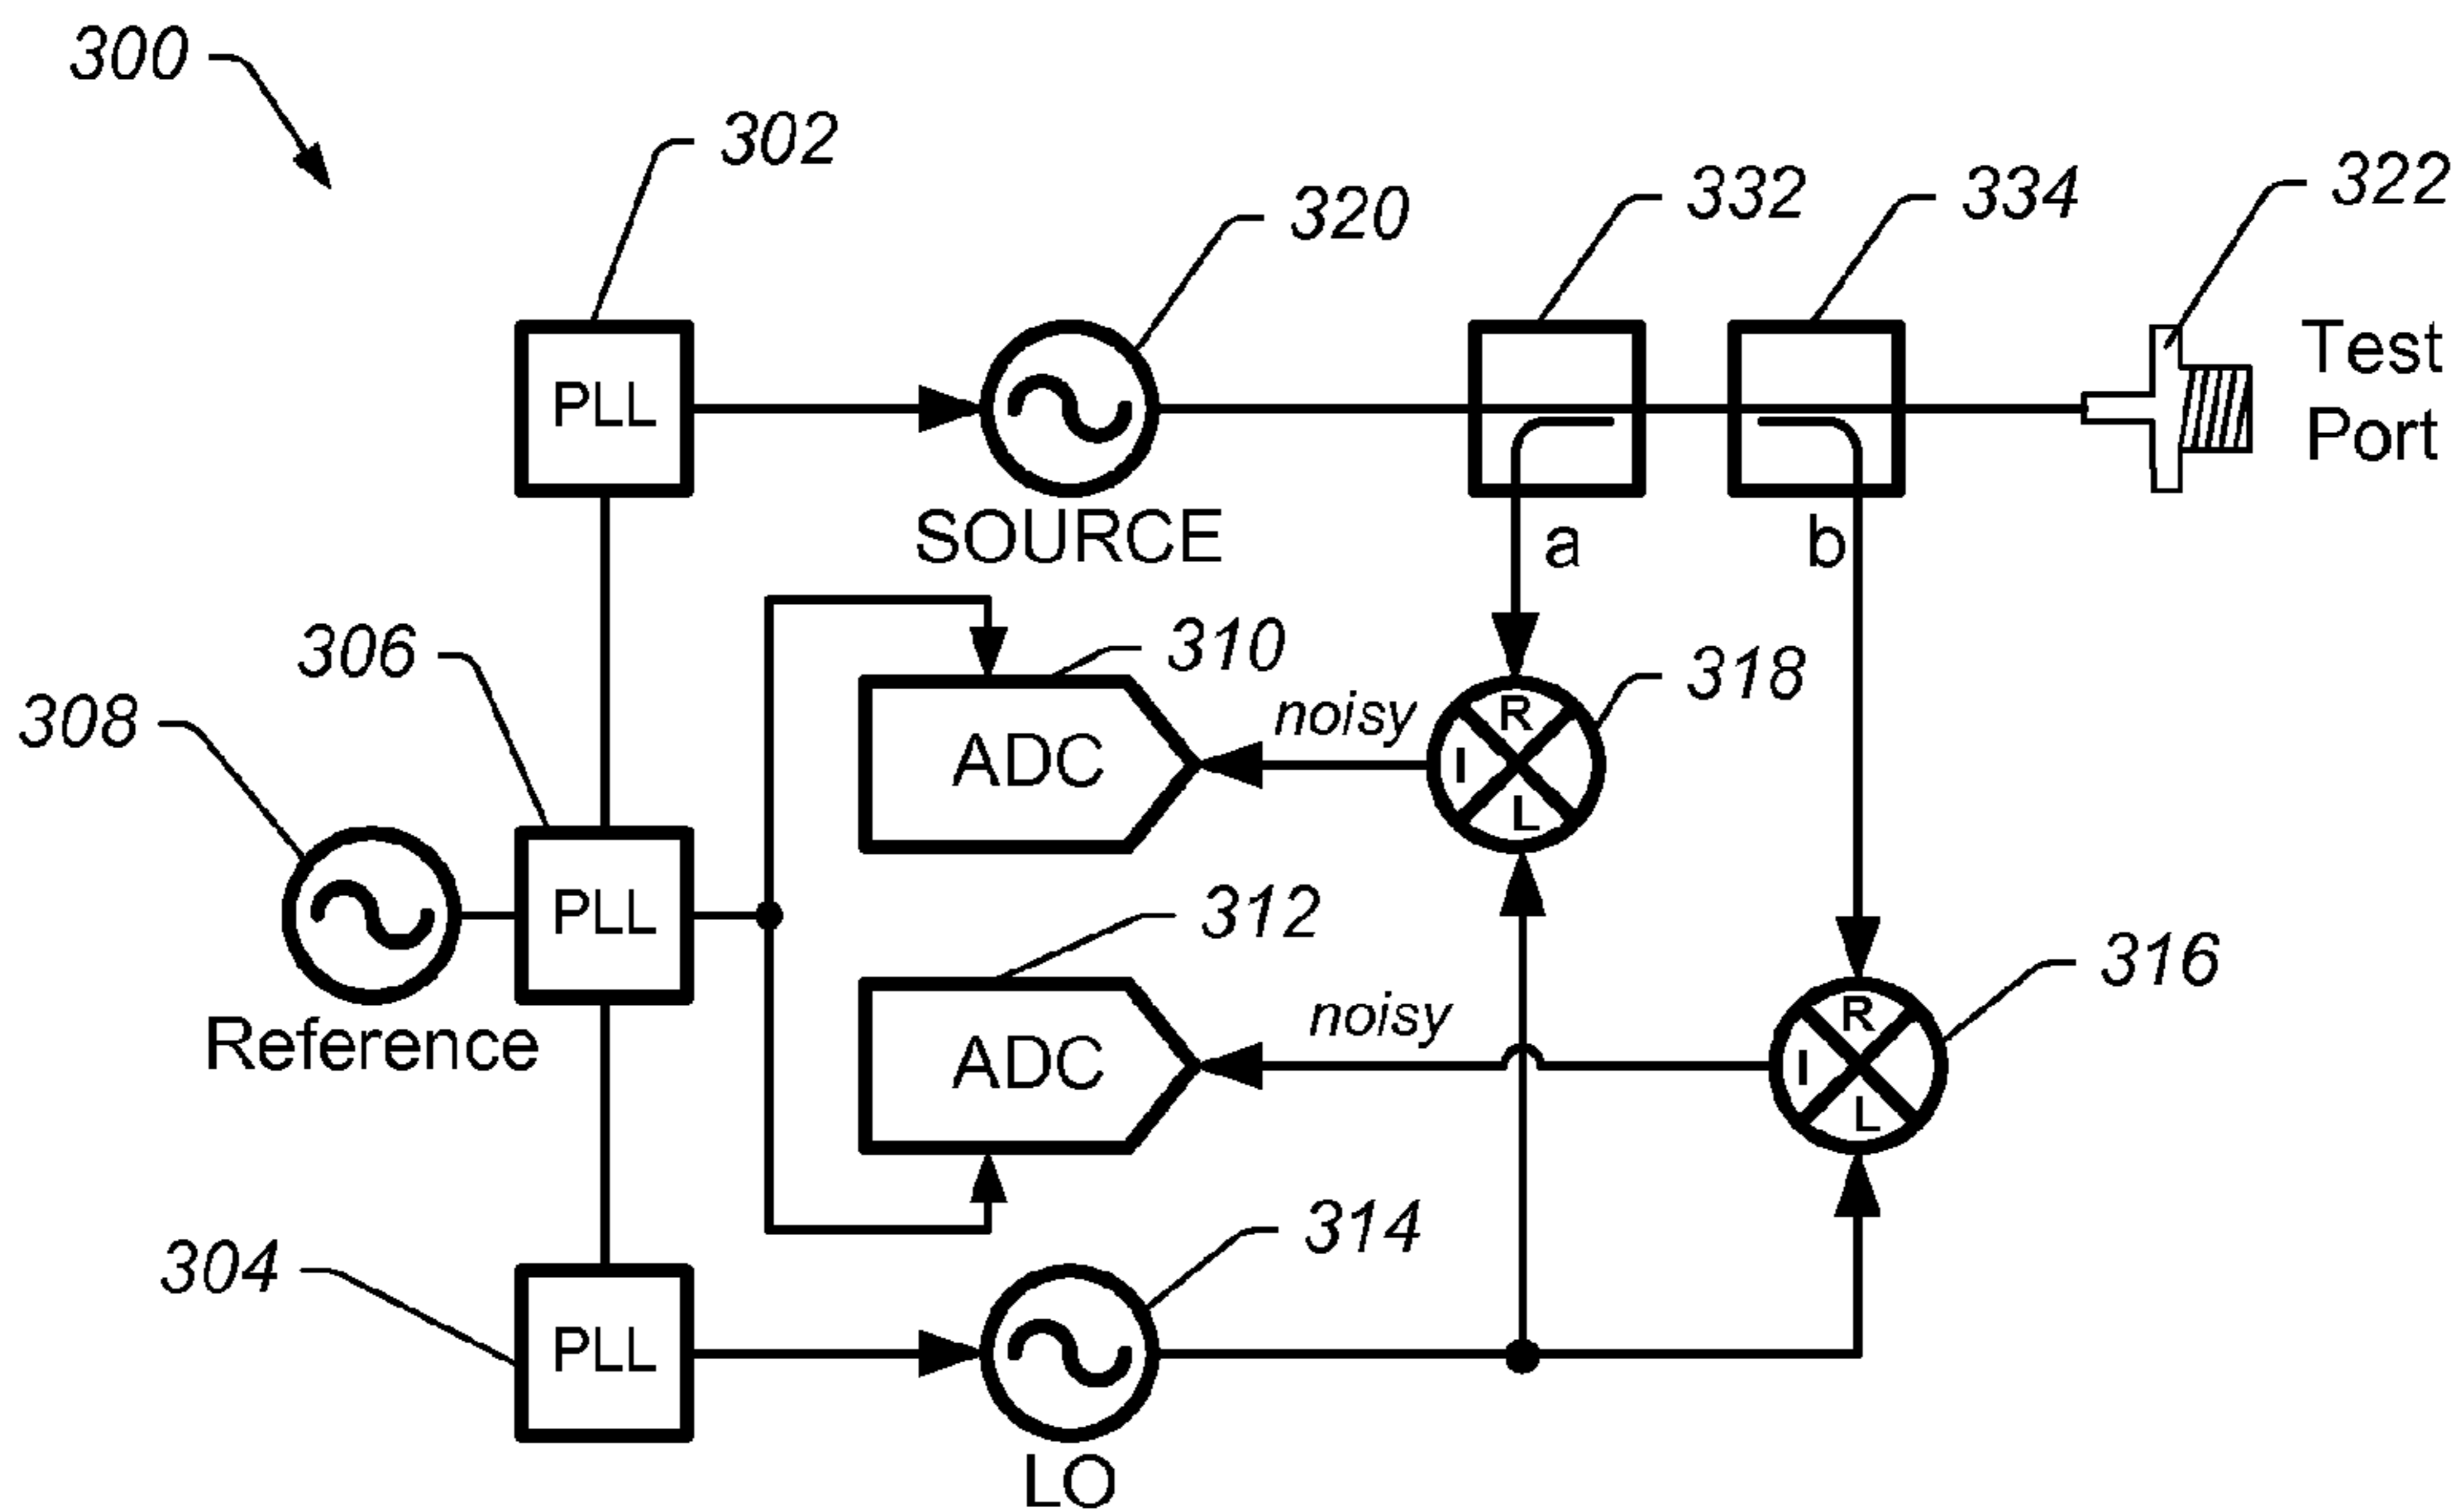 300
302
320
332
334
322
PLL
Test
Port
SOURCE
a
b
306
310
318
308
noisy
R
ADC
I
L
PLL
312
316
Reference
noisy
R
ADC
I
L
304
314
PLL
LO